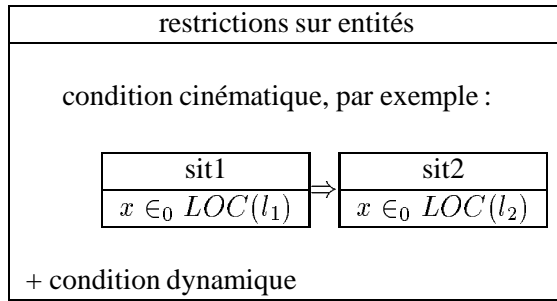 restrictions sur entités
condition cinématique, par exemple :
sit1 ⇒ sit2
x ∈₀ LOC(l₁) x ∈₀ LOC(l₂)
+ condition dynamique